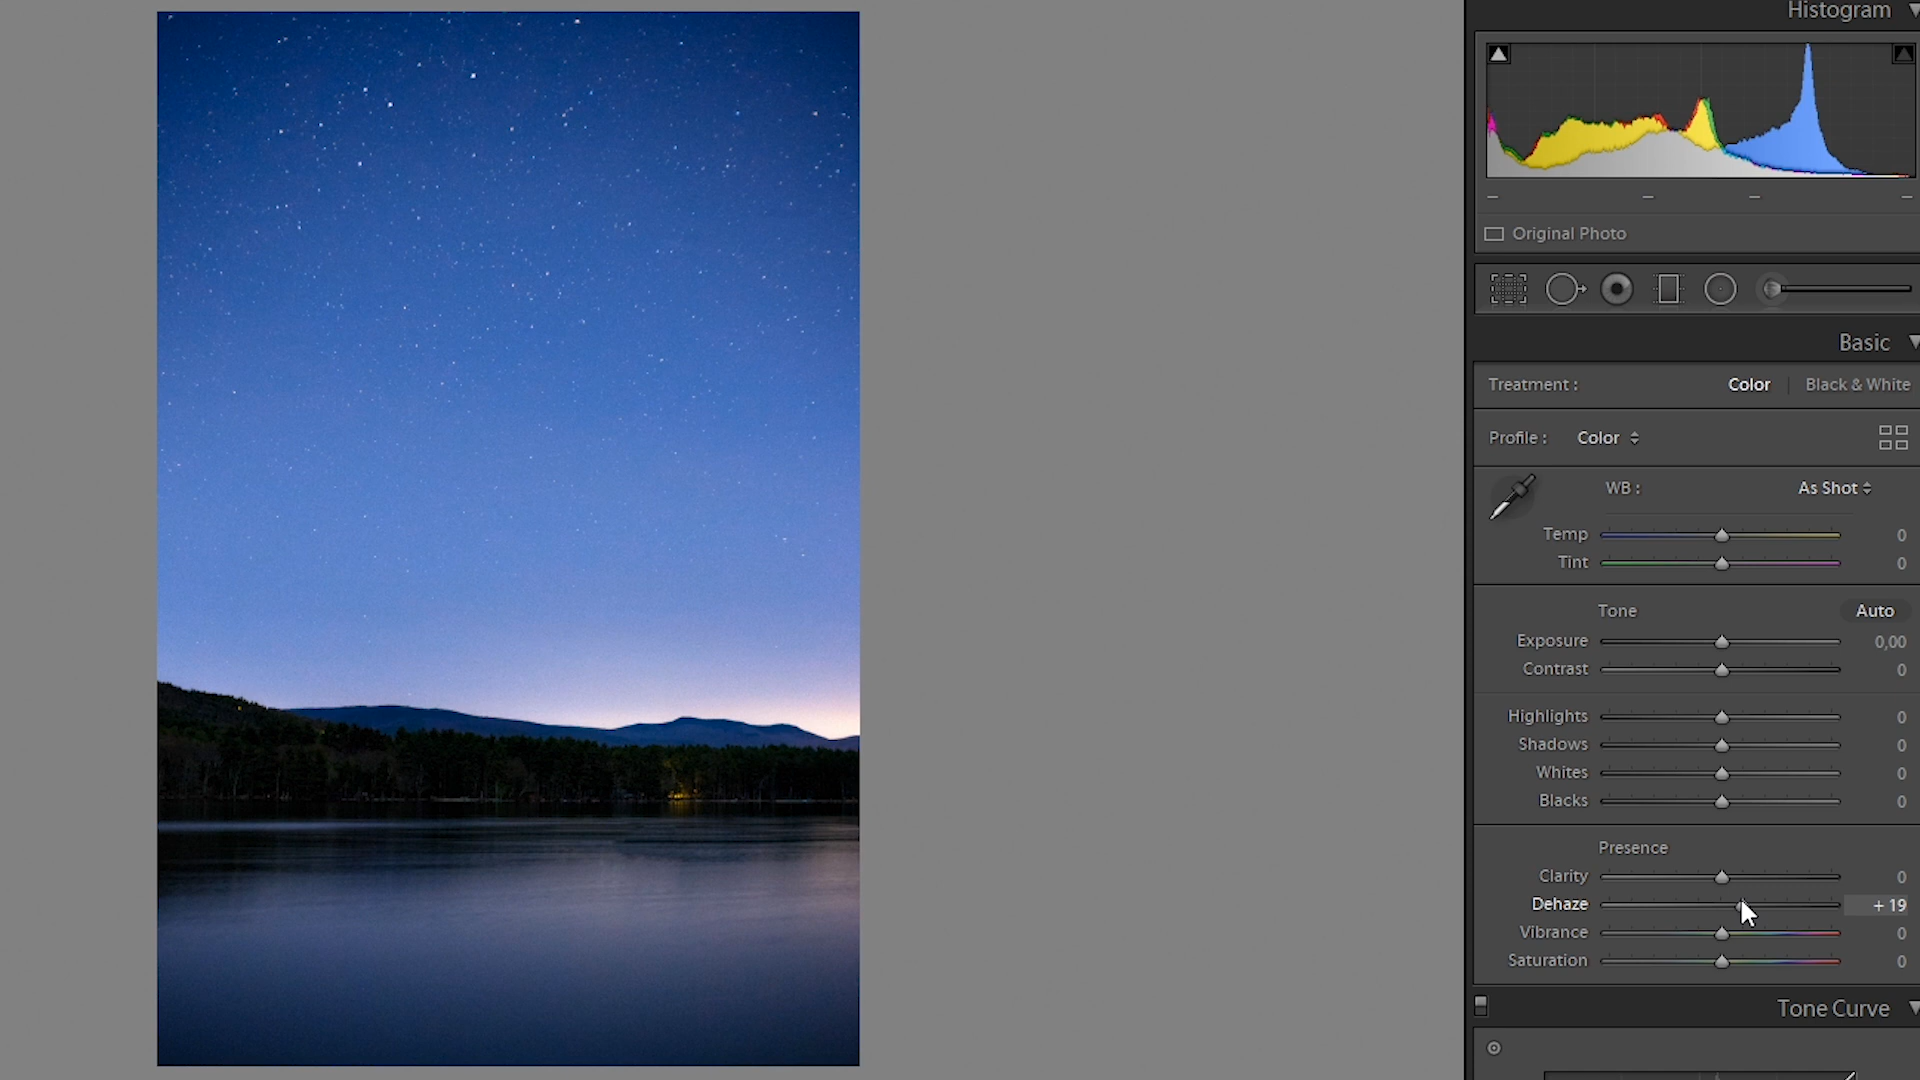 Histogram
Original Photo
Basic
Treatment : Color Black & White
Profile : Color
WB : As Shot
Temp 0
Tint 0
Tone Auto
Exposure 0,00
Contrast 0
Highlights 0
Shadows 0
Whites 0
Blacks 0
Presence
Clarity 0
Dehaze + 19
Vibrance 0
Saturation 0
Tone Curve